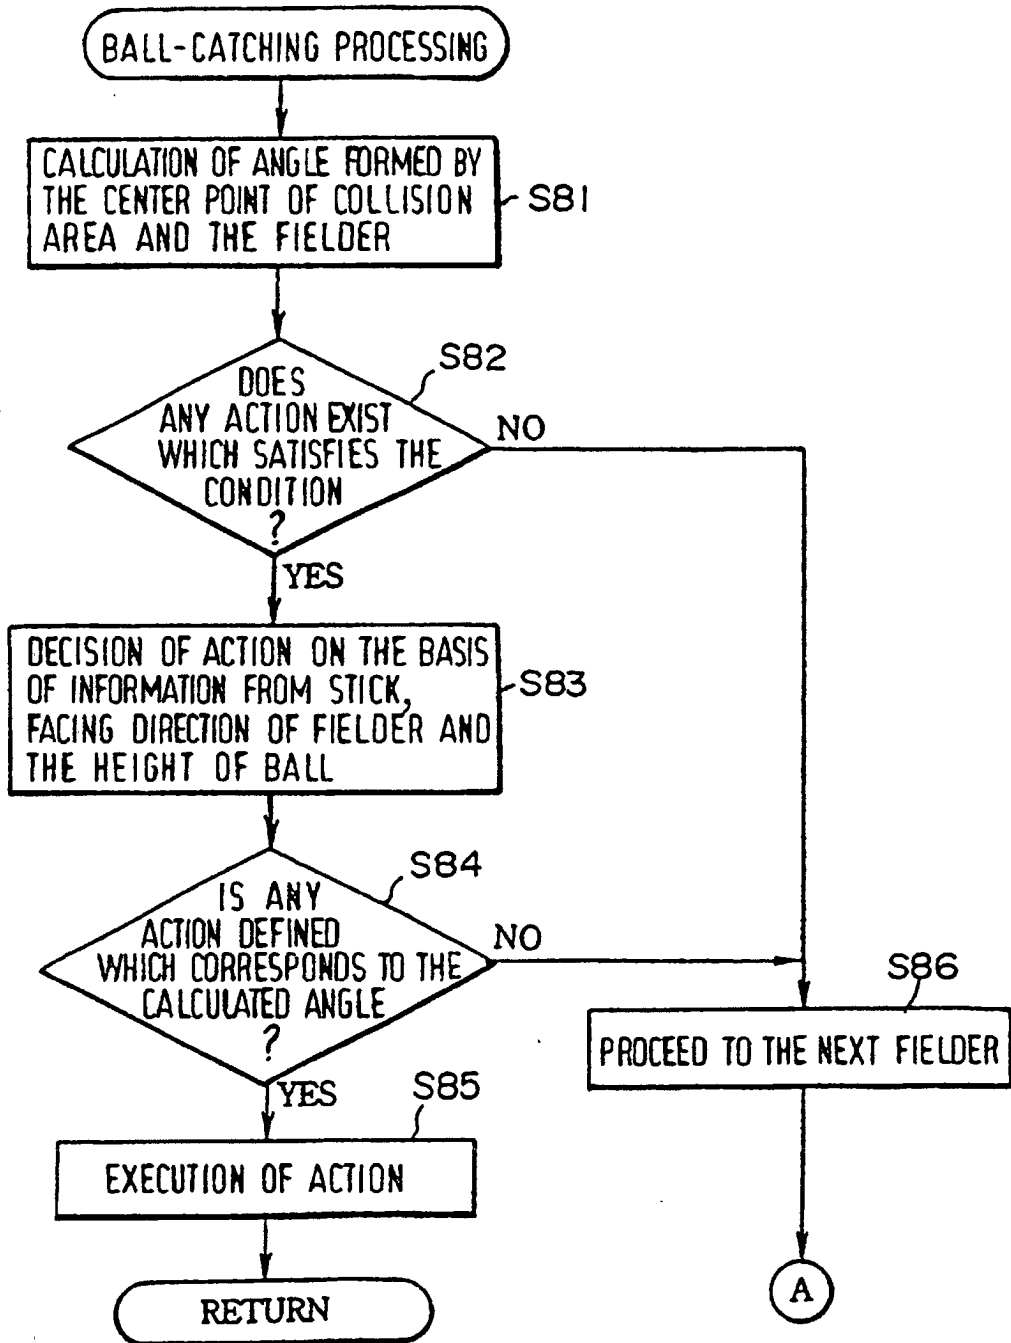 BALL-CATCHING PROCESSING
CALCULATION OF ANGLE FORMED BY
THE CENTER POINT OF COLLISION
AREA AND THE FIELDER
S81
S82
DOES
ANY ACTION EXIST
WHICH SATISFIES THE
CONDITION
?
NO
YES
DECISION OF ACTION ON THE BASIS
OF INFORMATION FROM STICK,
FACING DIRECTION OF FIELDER AND
THE HEIGHT OF BALL
S83
S84
IS ANY
ACTION DEFINED
WHICH CORRESPONDS TO THE
CALCULATED ANGLE
?
NO
YES
S86
PROCEED TO THE NEXT FIELDER
S85
EXECUTION OF ACTION
RETURN
A